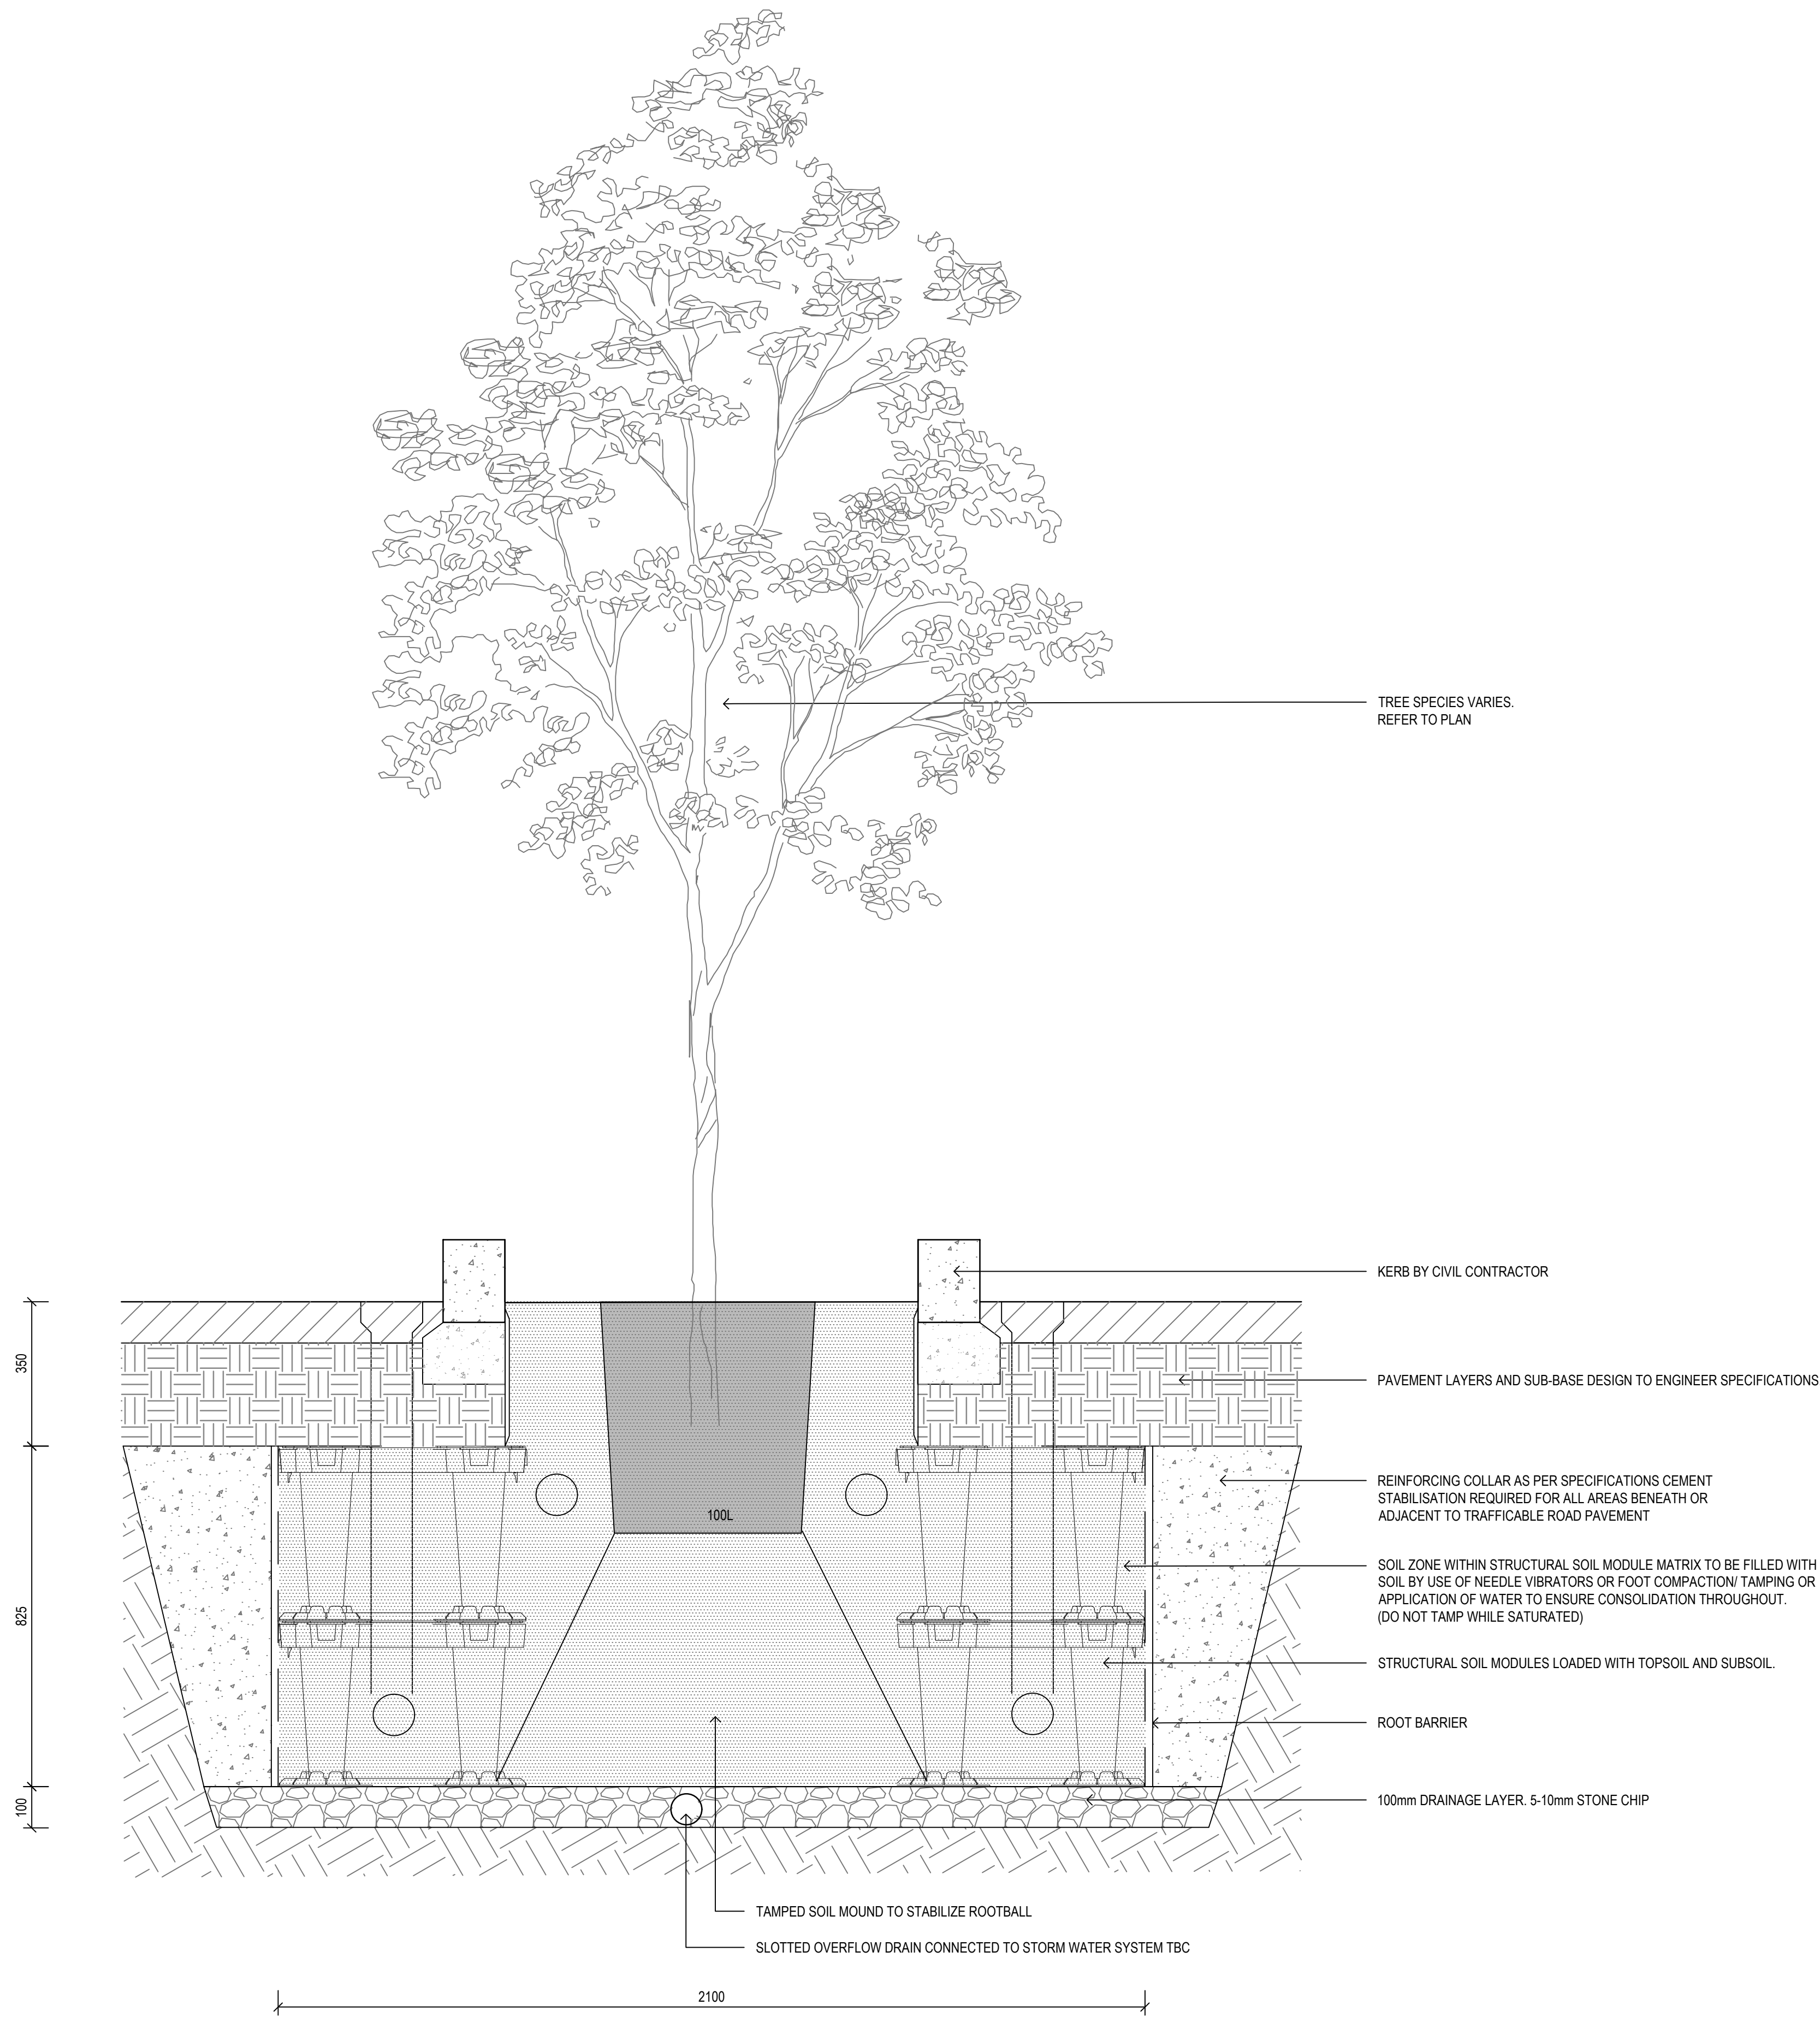 TREE SPECIES VARIES.
REFER TO PLAN
KERB BY CIVIL CONTRACTOR
350
PAVEMENT LAYERS AND SUB-BASE DESIGN TO ENGINEER SPECIFICATIONS
REINFORCING COLLAR AS PER SPECIFICATIONS CEMENT
STABILISATION REQUIRED FOR ALL AREAS BENEATH OR
ADJACENT TO TRAFFICABLE ROAD PAVEMENT
100L
SOIL ZONE WITHIN STRUCTURAL SOIL MODULE MATRIX TO BE FILLED WITH
SOIL BY USE OF NEEDLE VIBRATORS OR FOOT COMPACTION/ TAMPING OR
APPLICATION OF WATER TO ENSURE CONSOLIDATION THROUGHOUT.
(DO NOT TAMP WHILE SATURATED)
825
STRUCTURAL SOIL MODULES LOADED WITH TOPSOIL AND SUBSOIL.
ROOT BARRIER
100
100mm DRAINAGE LAYER. 5-10mm STONE CHIP
TAMPED SOIL MOUND TO STABILIZE ROOTBALL
SLOTTED OVERFLOW DRAIN CONNECTED TO STORM WATER SYSTEM TBC
2100